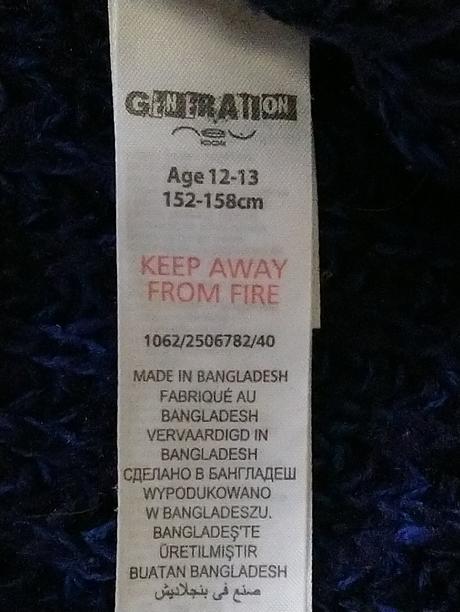 GENERATION
new
look
Age 12-13
152-158cm
KEEP AWAY
FROM FIRE
1062/2506782/40
MADE IN BANGLADESH
FABRIQUÉ AU
BANGLADESH
VERVAARDIGD IN
BANGLADESH
СДЕЛАНО В БАНГЛАДЕШ
WYPODUKOWANO
W BANGLADESZU.
BANGLADEŞ'TE
ÜRETILMIŞTIR
BUATAN BANGLADESH
صنع في بنجلاديش